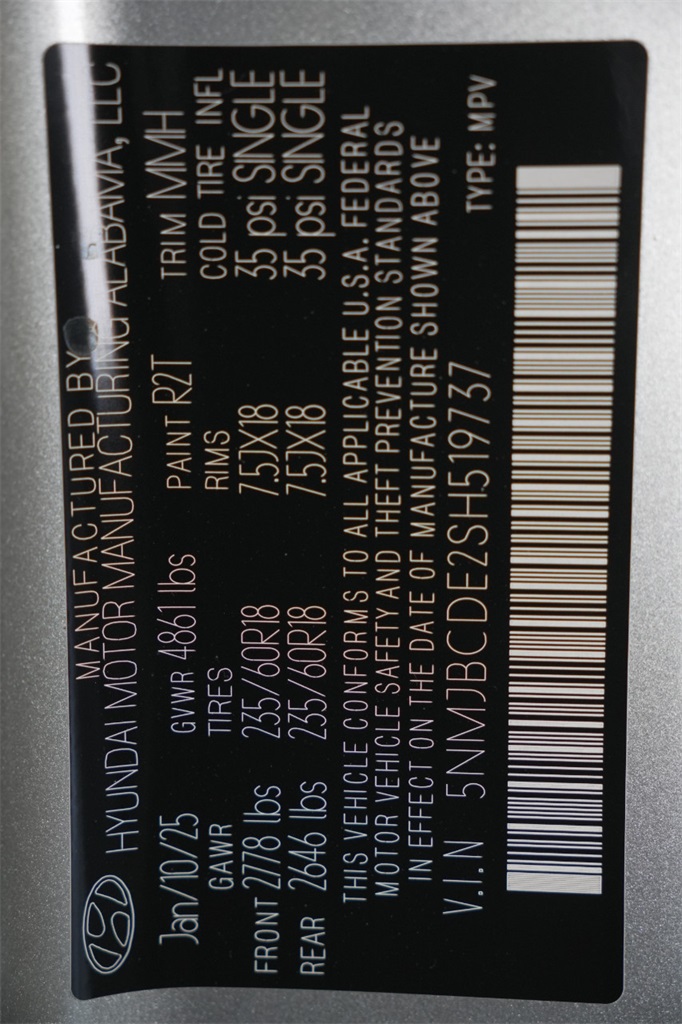 MANUFACTURED BY
HYUNDAI MOTOR MANUFACTURING ALABAMA, LLC
Jan/10/25 GVWR 4861 lbs PAINT R2T TRIM MMH
GAWR TIRES RIMS COLD TIRE INFL
FRONT 2778 lbs 235/60R18 7.5JX18 35 psi SINGLE
REAR 2646 lbs 235/60R18 7.5JX18 35 psi SINGLE
THIS VEHICLE CONFORMS TO ALL APPLICABLE U.S.A. FEDERAL
MOTOR VEHICLE SAFETY AND THEFT PREVENTION STANDARDS
IN EFFECT ON THE DATE OF MANUFACTURE SHOWN ABOVE
V.I.N 5NMJBCDE2SH519737 TYPE: MPV